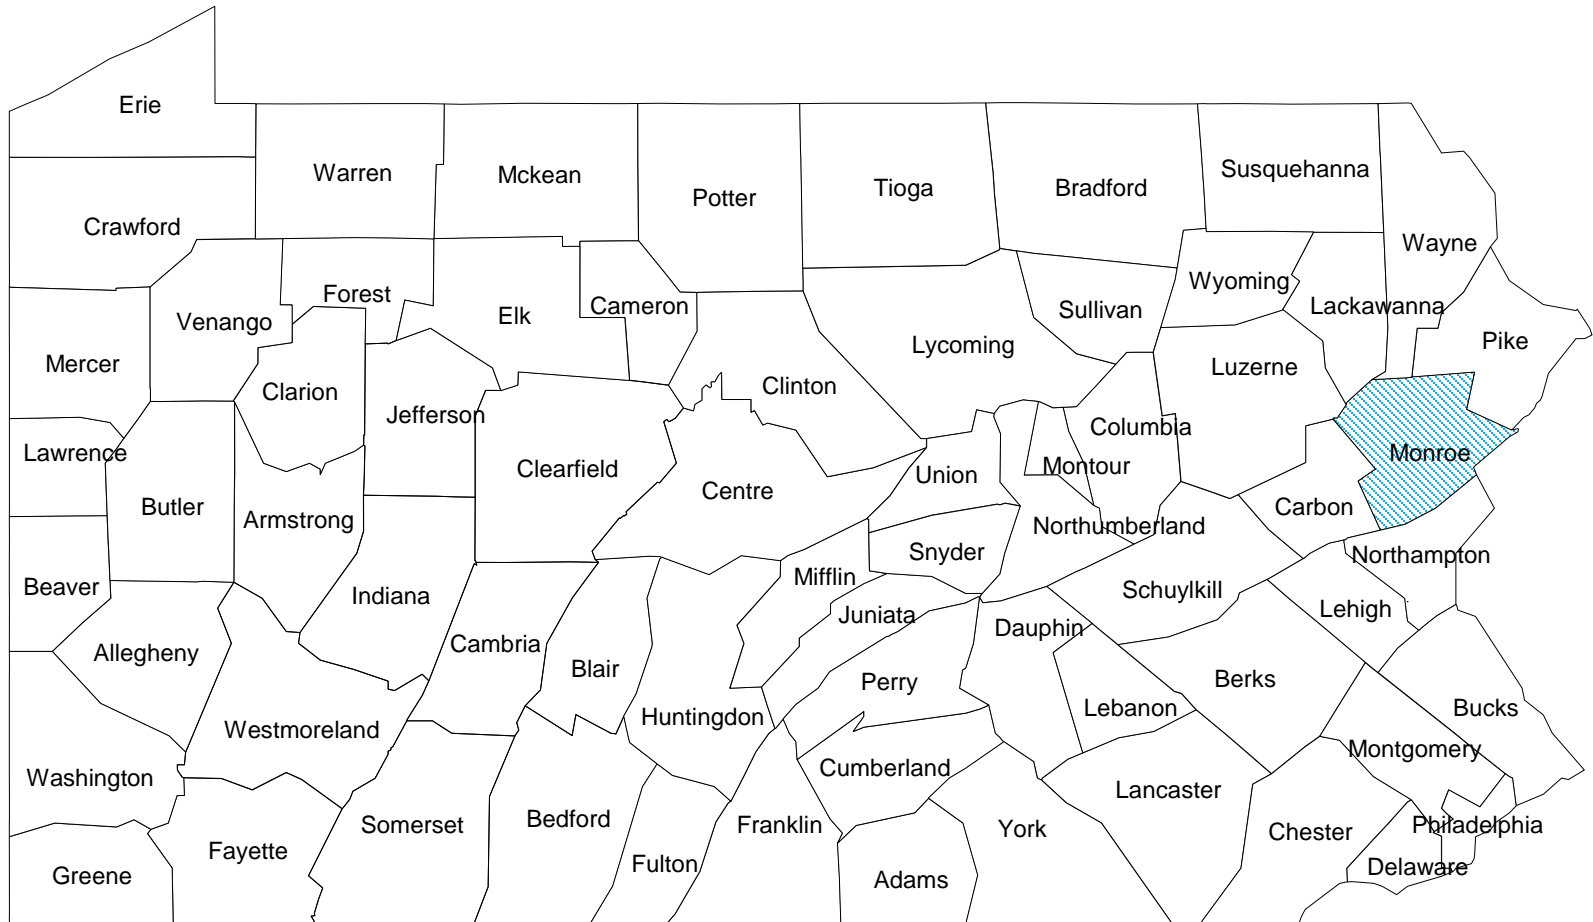 Erie
Warren
Mckean
Susquehanna
Potter
Tioga
Bradford
Crawford
Wayne
Wyoming
Forest
Cameron
Lackawanna
Venango
Elk
Sullivan
Pike
Lycoming
Mercer
Luzerne
Clinton
Clarion
Jefferson
Columbia
Lawrence
Monroe
Clearfield
Montour
Union
Centre
Butler
Carbon
Armstrong
Northumberland
Snyder
Northampton
Mifflin
Beaver
Schuylkill
Indiana
Lehigh
Juniata
Dauphin
Cambria
Allegheny
Blair
Berks
Perry
Lebanon
Bucks
Huntingdon
Westmoreland
Montgomery
Cumberland
Washington
Lancaster
Bedford
Somerset
Franklin
York
Philadelphia
Chester
Fayette
Fulton
Delaware
Greene
Adams